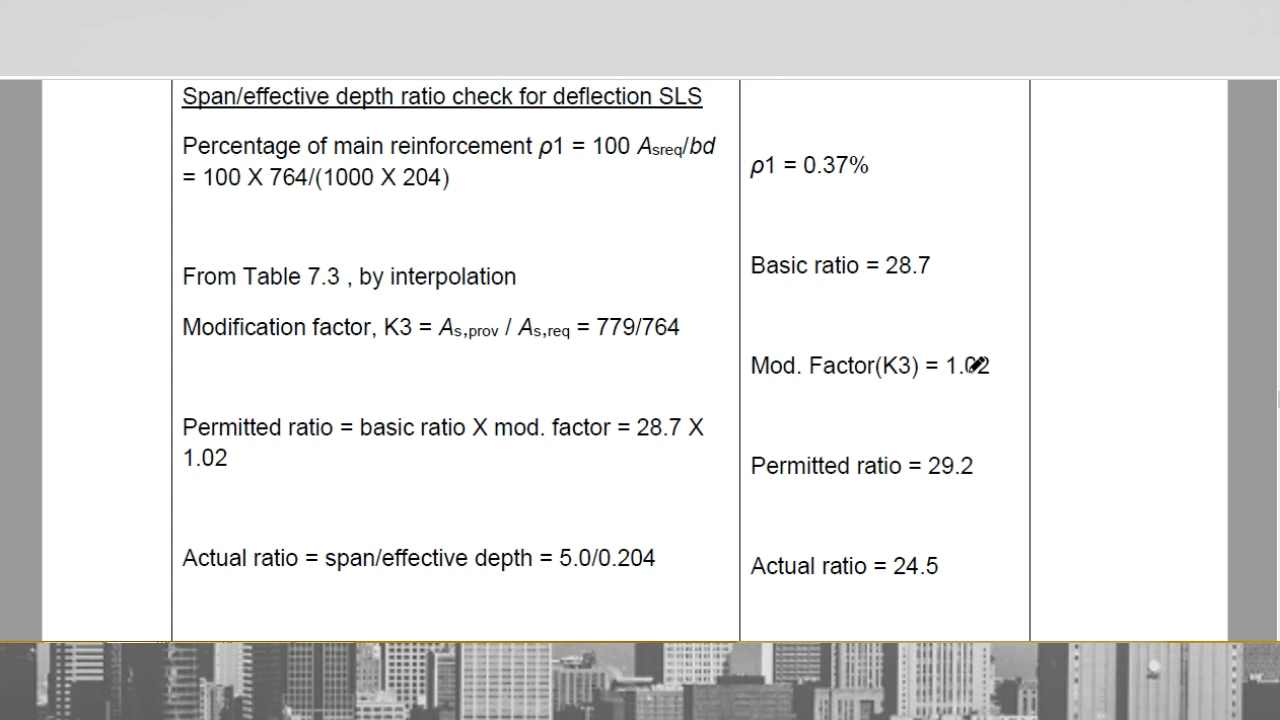 Span/effective depth ratio check for deflection SLS
Percentage of main reinforcement ρ1 = 100 Asreq/bd
= 100 X 764/(1000 X 204)
ρ1 = 0.37%
From Table 7.3 , by interpolation
Basic ratio = 28.7
Modification factor, K3 = As,prov / As,req = 779/764
Mod. Factor(K3) = 1.02
Permitted ratio = basic ratio X mod. factor = 28.7 X
1.02
Permitted ratio = 29.2
Actual ratio = span/effective depth = 5.0/0.204
Actual ratio = 24.5